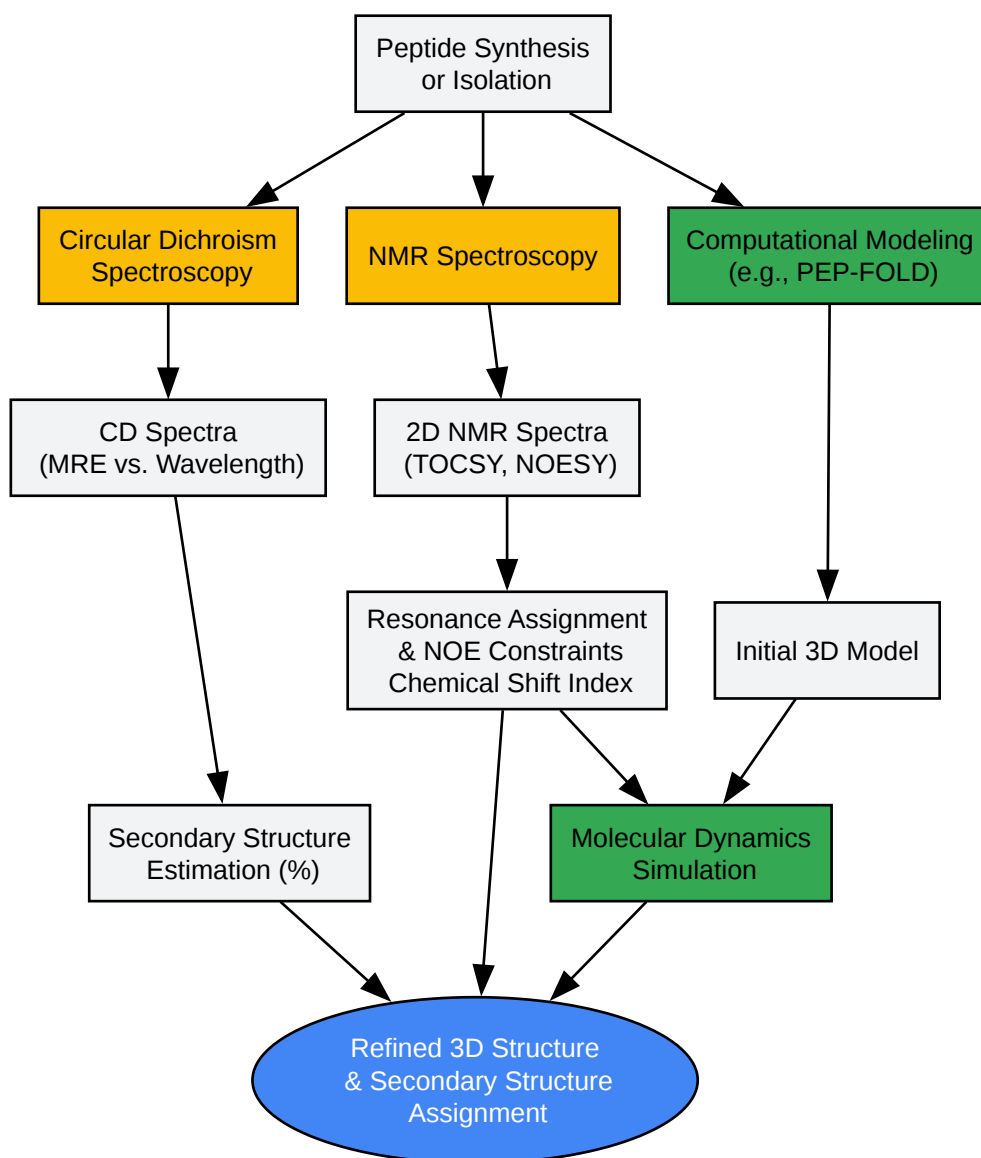 Peptide Synthesis
or Isolation
Circular Dichroism
Spectroscopy
NMR Spectroscopy
Computational Modeling
(e.g., PEP-FOLD)
CD Spectra
(MRE vs. Wavelength)
2D NMR Spectra
(TOCSY, NOESY)
Resonance Assignment
& NOE Constraints
Chemical Shift Index
Initial 3D Model
Secondary Structure
Estimation (%)
Molecular Dynamics
Simulation
Refined 3D Structure
& Secondary Structure
Assignment